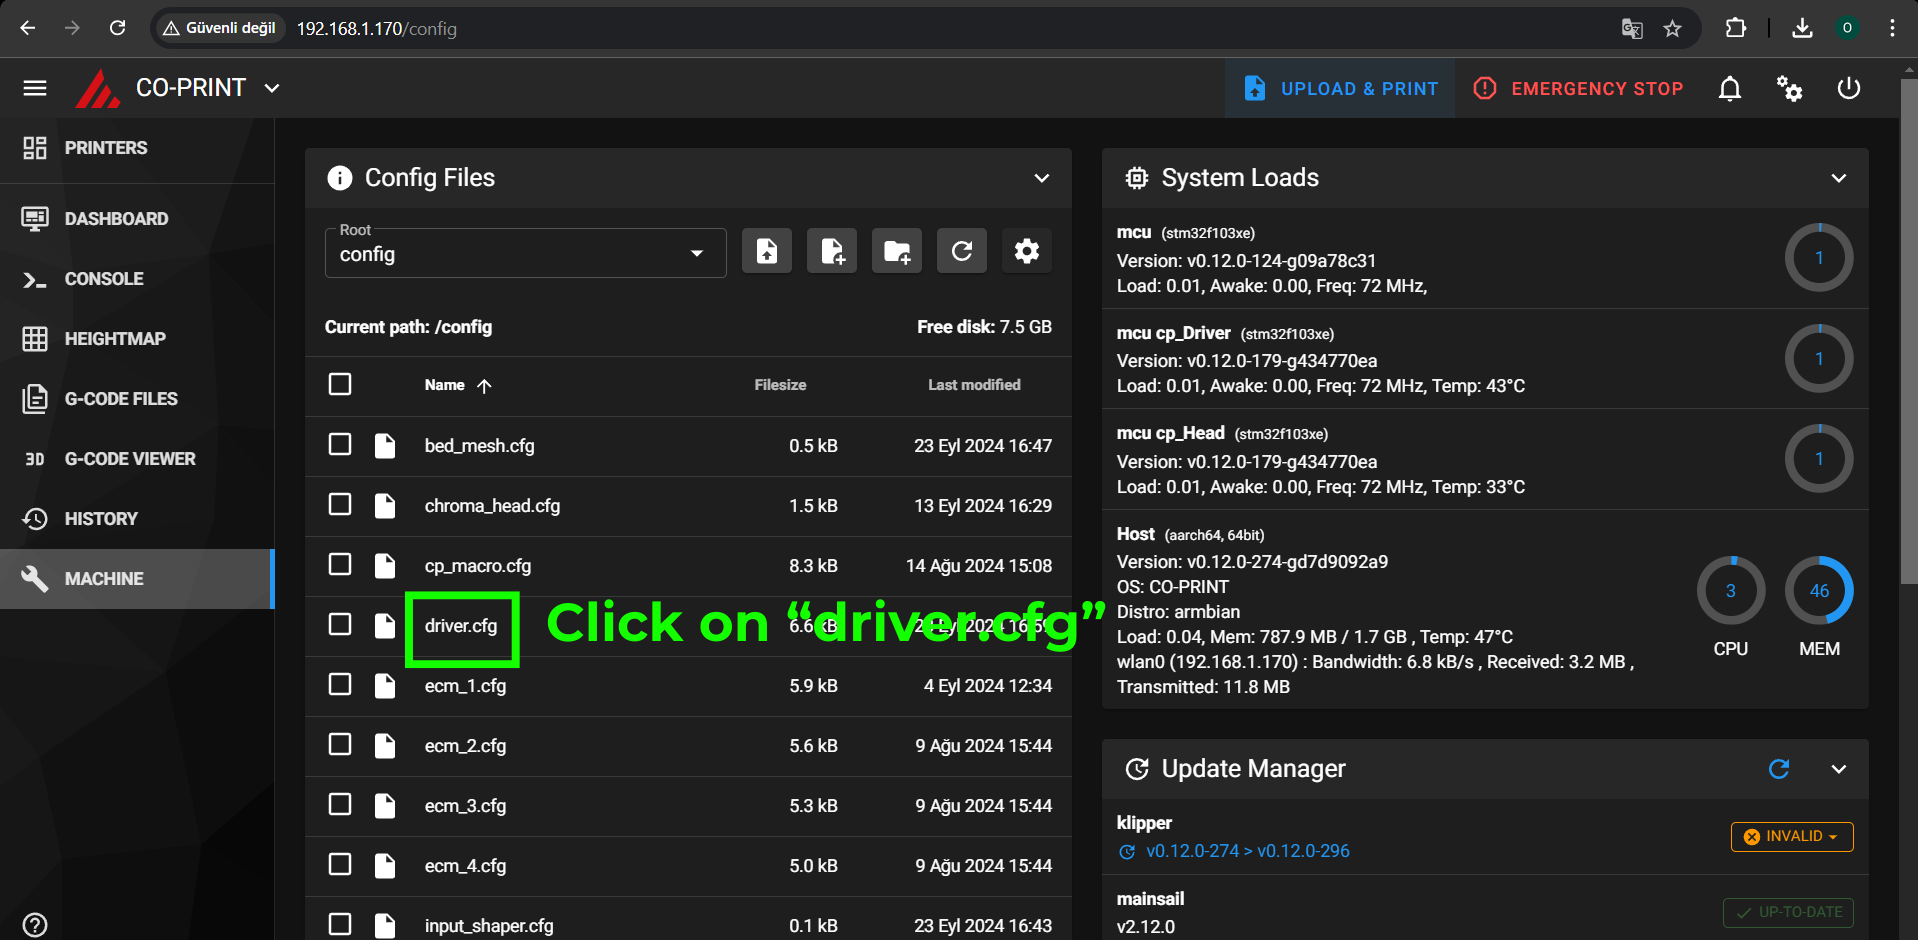 Güvenli değil
192.168.1.170/config
O
CO-PRINT
UPLOAD & PRINT
EMERGENCY STOP
PRINTERS
DASHBOARD
CONSOLE
HEIGHTMAP
G-CODE FILES
3D G-CODE VIEWER
HISTORY
MACHINE
Config Files
Root
config
Current path: /config
Free disk: 7.5 GB
Name Filesize Last modified
bed_mesh.cfg 0.5 kB 23 Eyl 2024 16:47
chroma_head.cfg 1.5 kB 13 Eyl 2024 16:29
cp_macro.cfg 8.3 kB 14 Ağu 2024 15:08
driver.cfg 6.6 kB Eyl 2024 16:59
Click on “driver.cfg”
ecm_1.cfg 5.9 kB 4 Eyl 2024 12:34
ecm_2.cfg 5.6 kB 9 Ağu 2024 15:44
ecm_3.cfg 5.3 kB 9 Ağu 2024 15:44
ecm_4.cfg 5.0 kB 9 Ağu 2024 15:44
input_shaper.cfg 0.1 kB 23 Eyl 2024 16:43
System Loads
mcu (stm32f103xe)
Version: v0.12.0-124-g09a78c31
Load: 0.01, Awake: 0.00, Freq: 72 MHz,
1
mcu cp_Driver (stm32f103xe)
Version: v0.12.0-179-g434770ea
Load: 0.01, Awake: 0.00, Freq: 72 MHz, Temp: 43°C
1
mcu cp_Head (stm32f103xe)
Version: v0.12.0-179-g434770ea
Load: 0.01, Awake: 0.00, Freq: 72 MHz, Temp: 33°C
1
Host (aarch64, 64bit)
Version: v0.12.0-274-gd7d9092a9
OS: CO-PRINT
Distro: armbian
Load: 0.04, Mem: 787.9 MB / 1.7 GB , Temp: 47°C
wlan0 (192.168.1.170) : Bandwidth: 6.8 kB/s , Received: 3.2 MB ,
Transmitted: 11.8 MB
3
CPU
46
MEM
Update Manager
klipper
v0.12.0-274 > v0.12.0-296
INVALID
mainsail
v2.12.0
UP-TO-DATE